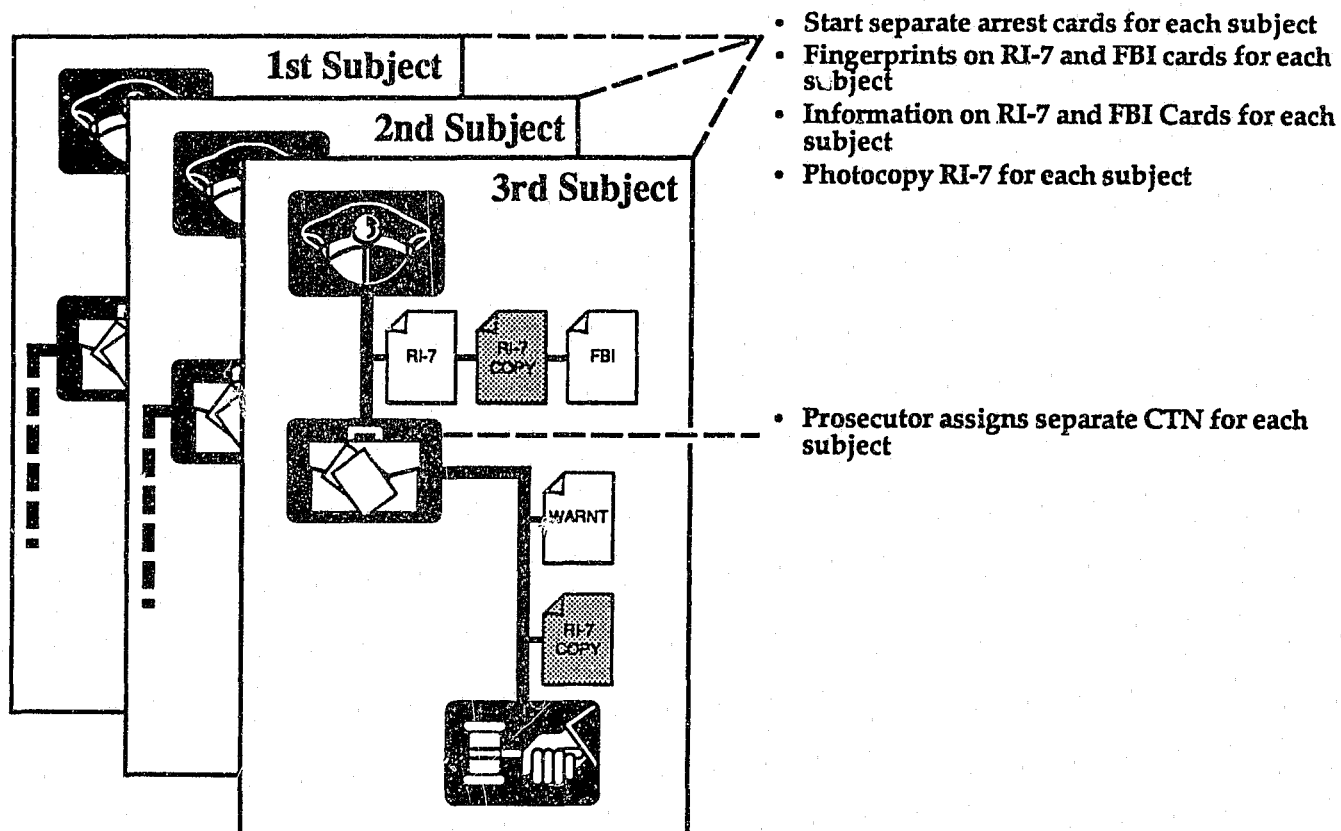 1st Subject
2nd Subject
3rd Subject
• Start separate arrest cards for each subject
• Fingerprints on RI-7 and FBI cards for each
subject
• Information on RI-7 and FBI Cards for each
subject
• Photocopy RI-7 for each subject
RI-7
RI-7
COPY
FBI
• Prosecutor assigns separate CTN for each
subject
WARNT
RI-7
COPY